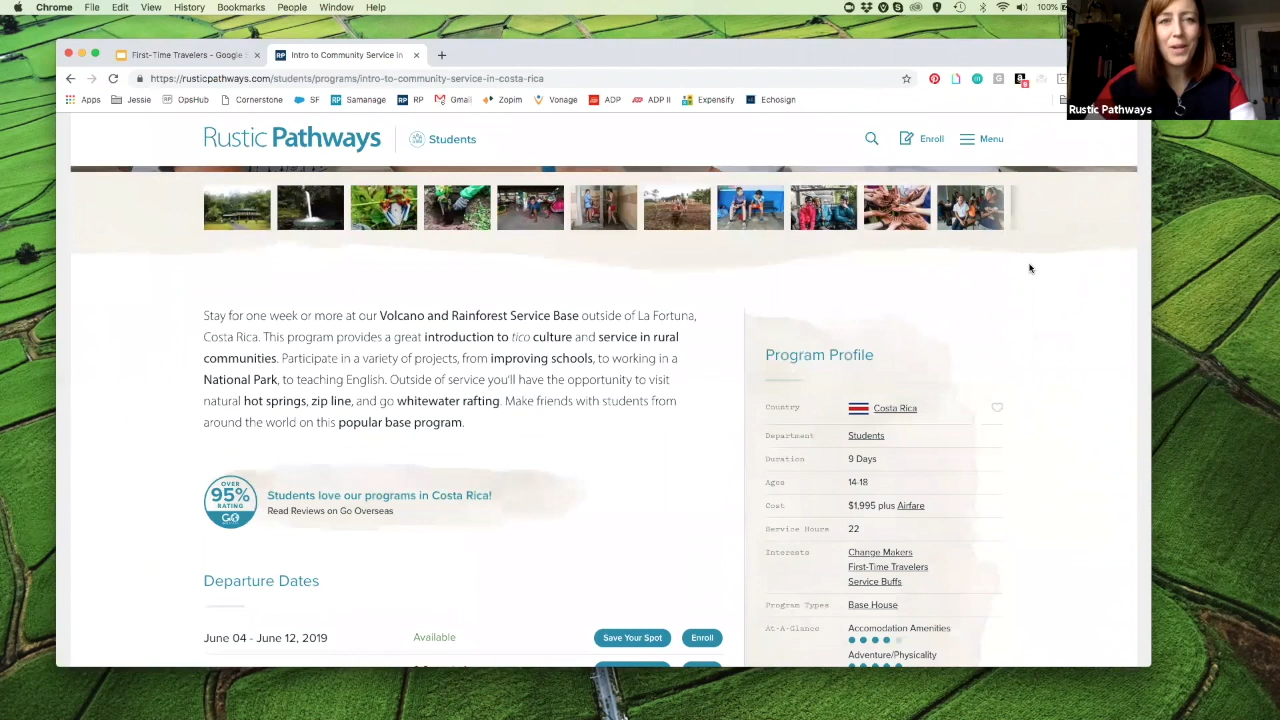 Chrome File Edit View History Bookmarks People Window Help
100%
First-Time Travelers - Google S
Intro to Community Service in
https://rusticpathways.com/students/programs/intro-to-community-service-in-costa-rica
Apps Jessie OpsHub Cornerstone SF Samanage RP Gmail Zopim Vonage ADP ADP II Expensify Echosign
Rustic Pathways
Rustic Pathways Students Enroll Menu
Stay for one week or more at our Volcano and Rainforest Service Base outside of La Fortuna,
Costa Rica. This program provides a great introduction to tico culture and service in rural
communities. Participate in a variety of projects, from improving schools, to working in a
National Park, to teaching English. Outside of service you'll have the opportunity to visit
natural hot springs, zip line, and go whitewater rafting. Make friends with students from
around the world on this popular base program.
OVER
95%
RATING
GO
Students love our programs in Costa Rica!
Read Reviews on Go Overseas
Departure Dates
June 04 - June 12, 2019 Available Save Your Spot Enroll
Program Profile
Country Costa Rica
Department Students
Duration 9 Days
Ages 14-18
Cost $1,995 plus Airfare
Service Hours 22
Interests Change Makers
First-Time Travelers
Service Buffs
Program Types Base House
At-A-Glance Accomodation Amenities
Adventure/Physicality